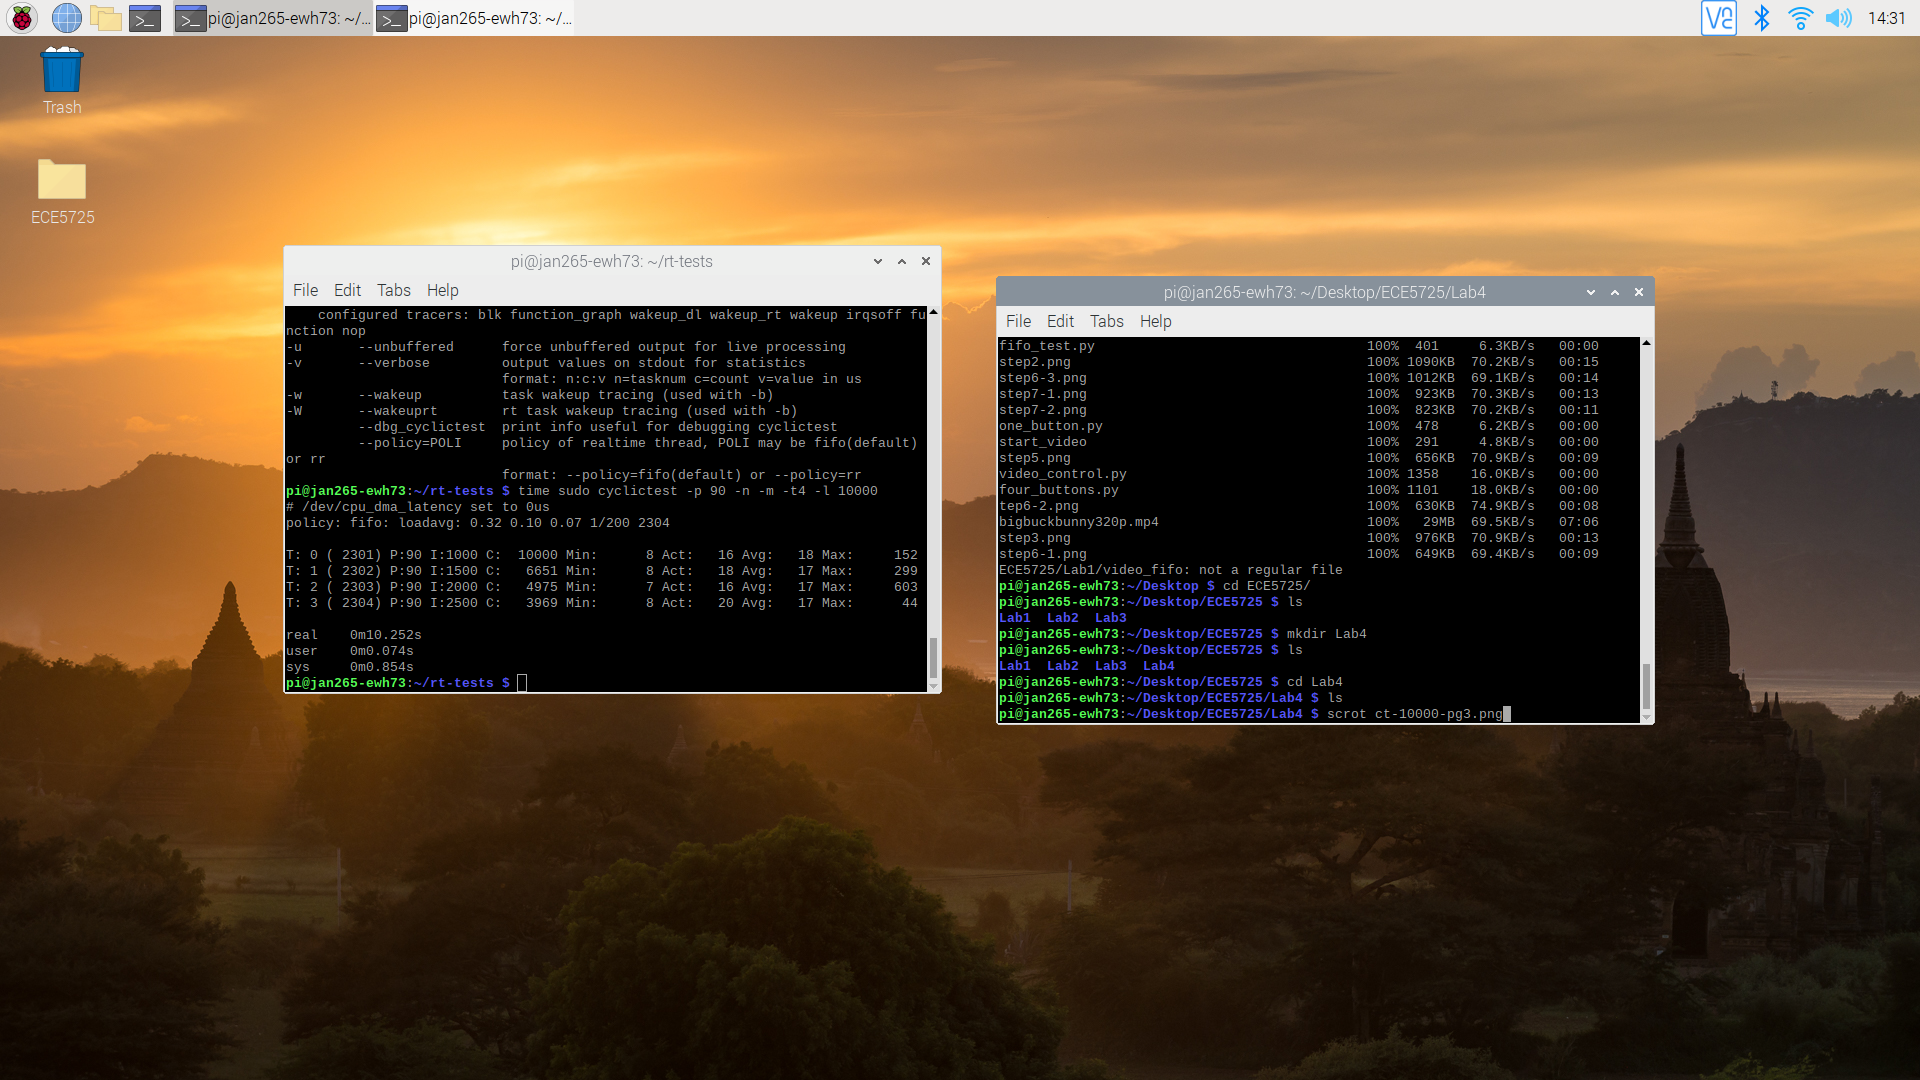 pi@jan265-ewh73: ~/...
pi@jan265-ewh73: ~/...
14:31
Trash
ECE5725
pi@jan265-ewh73: ~/rt-tests
File Edit Tabs Help
configured tracers: blk function_graph wakeup_dl wakeup_rt wakeup irqsoff fu
nction nop
-u --unbuffered force unbuffered output for live processing
-v --verbose output values on stdout for statistics
format: n:c:v n=tasknum c=count v=value in us
-w --wakeup task wakeup tracing (used with -b)
-W --wakeuprt rt task wakeup tracing (used with -b)
--dbg_cyclictest print info useful for debugging cyclictest
--policy=POLI policy of realtime thread, POLI may be fifo(default)
or rr
format: --policy=fifo(default) or --policy=rr
pi@jan265-ewh73:~/rt-tests $ time sudo cyclictest -p 90 -n -m -t4 -l 10000
# /dev/cpu_dma_latency set to 0us
policy: fifo: loadavg: 0.32 0.10 0.07 1/200 2304
T: 0 ( 2301) P:90 I:1000 C: 10000 Min: 8 Act: 16 Avg: 18 Max: 152
T: 1 ( 2302) P:90 I:1500 C: 6651 Min: 8 Act: 18 Avg: 17 Max: 299
T: 2 ( 2303) P:90 I:2000 C: 4975 Min: 7 Act: 16 Avg: 17 Max: 603
T: 3 ( 2304) P:90 I:2500 C: 3969 Min: 8 Act: 20 Avg: 17 Max: 44
real 0m10.252s
user 0m0.074s
sys 0m0.854s
pi@jan265-ewh73:~/rt-tests $
pi@jan265-ewh73: ~/Desktop/ECE5725/Lab4
File Edit Tabs Help
fifo_test.py 100% 401 6.3KB/s 00:00
step2.png 100% 1090KB 70.2KB/s 00:15
step6-3.png 100% 1012KB 69.1KB/s 00:14
step7-1.png 100% 923KB 70.3KB/s 00:13
step7-2.png 100% 823KB 70.2KB/s 00:11
one_button.py 100% 478 6.2KB/s 00:00
start_video 100% 291 4.8KB/s 00:00
step5.png 100% 656KB 70.9KB/s 00:09
video_control.py 100% 1358 16.0KB/s 00:00
four_buttons.py 100% 1101 18.0KB/s 00:00
tep6-2.png 100% 630KB 74.9KB/s 00:08
bigbuckbunny320p.mp4 100% 29MB 69.5KB/s 07:06
step3.png 100% 976KB 70.9KB/s 00:13
step6-1.png 100% 649KB 69.4KB/s 00:09
ECE5725/Lab1/video_fifo: not a regular file
pi@jan265-ewh73:~/Desktop $ cd ECE5725/
pi@jan265-ewh73:~/Desktop/ECE5725 $ ls
Lab1 Lab2 Lab3
pi@jan265-ewh73:~/Desktop/ECE5725 $ mkdir Lab4
pi@jan265-ewh73:~/Desktop/ECE5725 $ ls
Lab1 Lab2 Lab3 Lab4
pi@jan265-ewh73:~/Desktop/ECE5725 $ cd Lab4
pi@jan265-ewh73:~/Desktop/ECE5725/Lab4 $ ls
pi@jan265-ewh73:~/Desktop/ECE5725/Lab4 $ scrot ct-10000-pg3.png